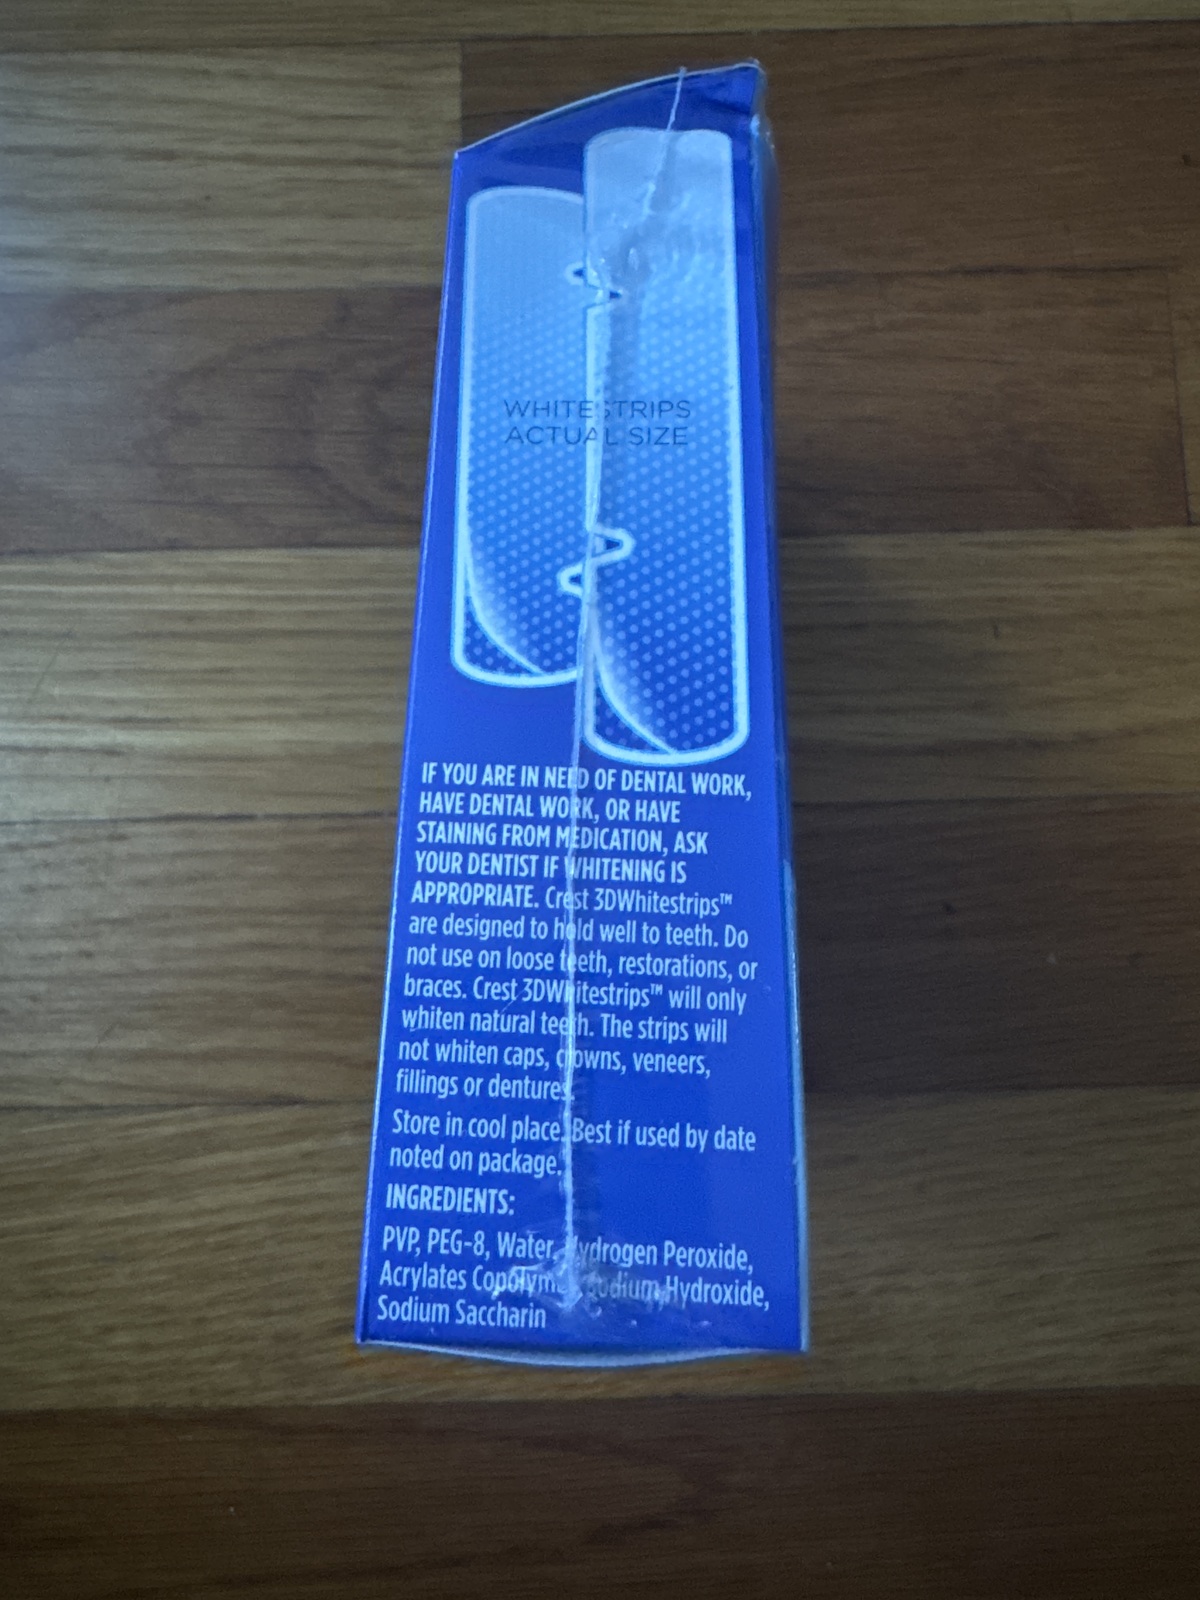 WHITESTRIPS
ACTUAL SIZE
IF YOU ARE IN NEED OF DENTAL WORK,
HAVE DENTAL WORK, OR HAVE
STAINING FROM MEDICATION, ASK
YOUR DENTIST IF WHITENING IS
APPROPRIATE. Crest 3DWhitestrips™
are designed to hold well to teeth. Do
not use on loose teeth, restorations, or
braces. Crest 3DWhitestrips™ will only
whiten natural teeth. The strips will
not whiten caps, crowns, veneers,
fillings or dentures.
Store in cool place. Best if used by date
noted on package.
INGREDIENTS:
PVP, PEG-8, Water, Hydrogen Peroxide,
Acrylates Copolymer, Sodium Hydroxide,
Sodium Saccharin